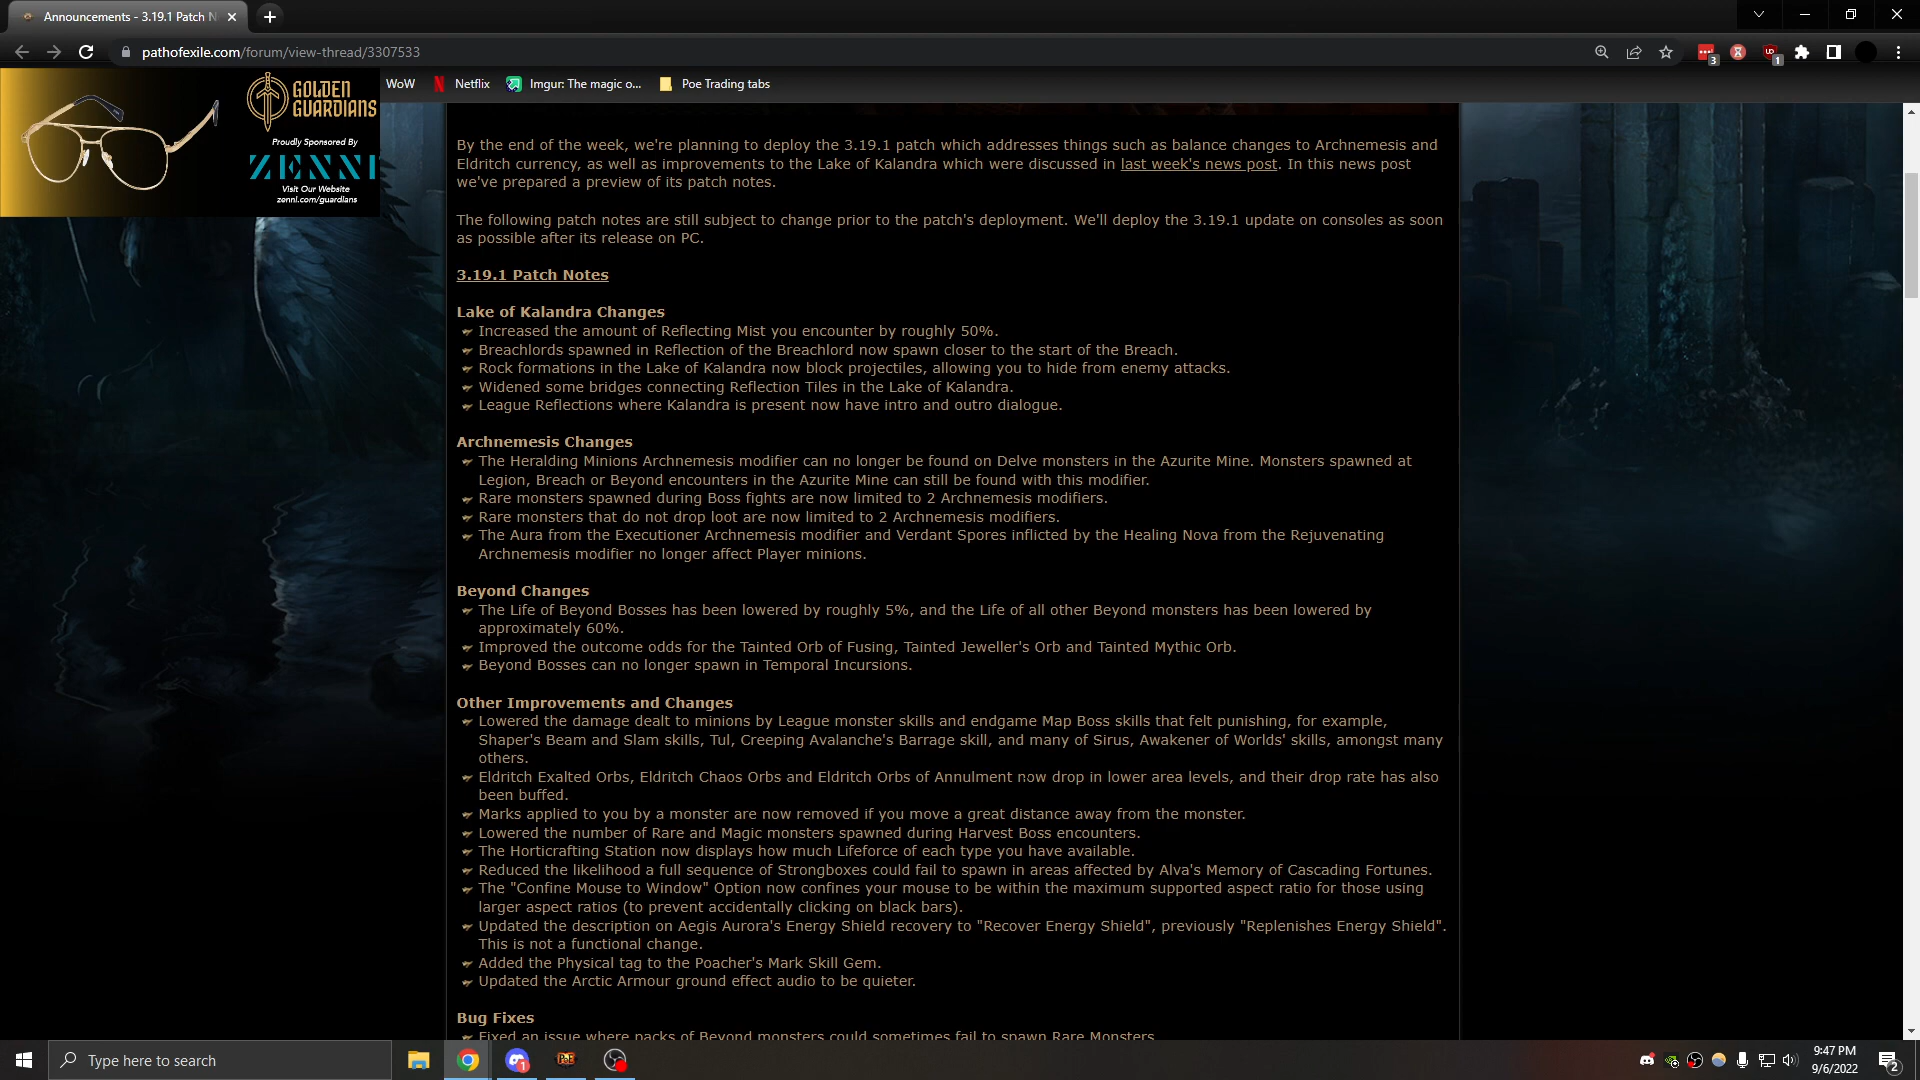 Announcements - 3.19.1 Patch N
pathofexile.com/forum/view-thread/3307533
3
1
GOLDEN
GUARDIANS
Proudly Sponsored By
ZENNI
Visit Our Website
zenni.com/guardians
WoW
Netflix
Imgur: The magic o...
Poe Trading tabs
By the end of the week, we're planning to deploy the 3.19.1 patch which addresses things such as balance changes to Archnemesis and
Eldritch currency, as well as improvements to the Lake of Kalandra which were discussed in last week's news post. In this news post
we've prepared a preview of its patch notes.
The following patch notes are still subject to change prior to the patch's deployment. We'll deploy the 3.19.1 update on consoles as soon
as possible after its release on PC.
3.19.1 Patch Notes
Lake of Kalandra Changes
Increased the amount of Reflecting Mist you encounter by roughly 50%.
Breachlords spawned in Reflection of the Breachlord now spawn closer to the start of the Breach.
Rock formations in the Lake of Kalandra now block projectiles, allowing you to hide from enemy attacks.
Widened some bridges connecting Reflection Tiles in the Lake of Kalandra.
League Reflections where Kalandra is present now have intro and outro dialogue.
Archnemesis Changes
The Heralding Minions Archnemesis modifier can no longer be found on Delve monsters in the Azurite Mine. Monsters spawned at
Legion, Breach or Beyond encounters in the Azurite Mine can still be found with this modifier.
Rare monsters spawned during Boss fights are now limited to 2 Archnemesis modifiers.
Rare monsters that do not drop loot are now limited to 2 Archnemesis modifiers.
The Aura from the Executioner Archnemesis modifier and Verdant Spores inflicted by the Healing Nova from the Rejuvenating
Archnemesis modifier no longer affect Player minions.
Beyond Changes
The Life of Beyond Bosses has been lowered by roughly 5%, and the Life of all other Beyond monsters has been lowered by
approximately 60%.
Improved the outcome odds for the Tainted Orb of Fusing, Tainted Jeweller's Orb and Tainted Mythic Orb.
Beyond Bosses can no longer spawn in Temporal Incursions.
Other Improvements and Changes
Lowered the damage dealt to minions by League monster skills and endgame Map Boss skills that felt punishing, for example,
Shaper's Beam and Slam skills, Tul, Creeping Avalanche's Barrage skill, and many of Sirus, Awakener of Worlds' skills, amongst many
others.
Eldritch Exalted Orbs, Eldritch Chaos Orbs and Eldritch Orbs of Annulment now drop in lower area levels, and their drop rate has also
been buffed.
Marks applied to you by a monster are now removed if you move a great distance away from the monster.
Lowered the number of Rare and Magic monsters spawned during Harvest Boss encounters.
The Horticrafting Station now displays how much Lifeforce of each type you have available.
Reduced the likelihood a full sequence of Strongboxes could fail to spawn in areas affected by Alva's Memory of Cascading Fortunes.
The "Confine Mouse to Window" Option now confines your mouse to be within the maximum supported aspect ratio for those using
larger aspect ratios (to prevent accidentally clicking on black bars).
Updated the description on Aegis Aurora's Energy Shield recovery to "Recover Energy Shield", previously "Replenishes Energy Shield".
This is not a functional change.
Added the Physical tag to the Poacher's Mark Skill Gem.
Updated the Arctic Armour ground effect audio to be quieter.
Bug Fixes
Fixed an issue where packs of Beyond monsters could sometimes fail to spawn Rare Monsters.
Type here to search
1
PoE
9:47 PM
9/6/2022
2